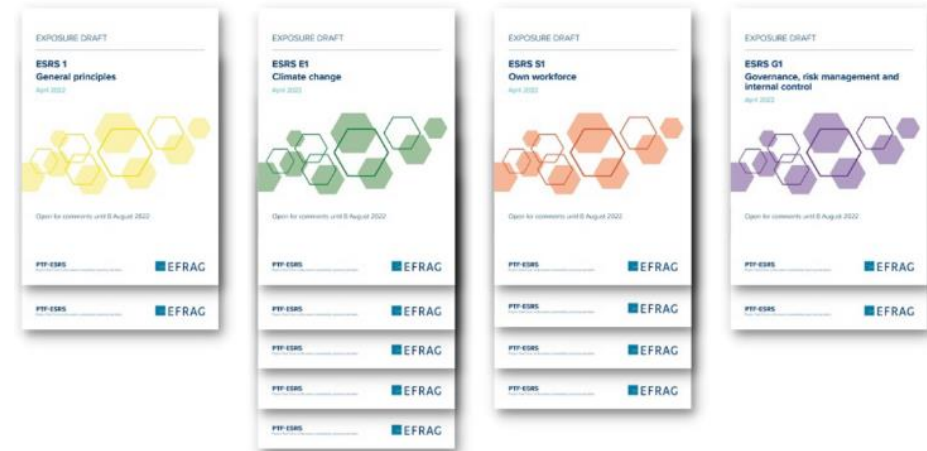 EXPOSURE DRAFT
ESRS 1
General principles
April 2022
Open for comments until 8 August 2022
PTF-ESRS
EFRAG
PTF-ESRS
EFRAG
EXPOSURE DRAFT
ESRS E1
Climate change
April 2022
Open for comments until 8 August 2022
PTF-ESRS
EFRAG
PTF-ESRS
EFRAG
PTF-ESRS
EFRAG
PTF-ESRS
EFRAG
PTF-ESRS
EFRAG
EXPOSURE DRAFT
ESRS S1
Own workforce
April 2022
Open for comments until 8 August 2022
PTF-ESRS
EFRAG
PTF-ESRS
EFRAG
PTF-ESRS
EFRAG
PTF-ESRS
EFRAG
EXPOSURE DRAFT
ESRS G1
Governance, risk management and
internal control
April 2022
Open for comments until 8 August 2022
PTF-ESRS
EFRAG
PTF-ESRS
EFRAG